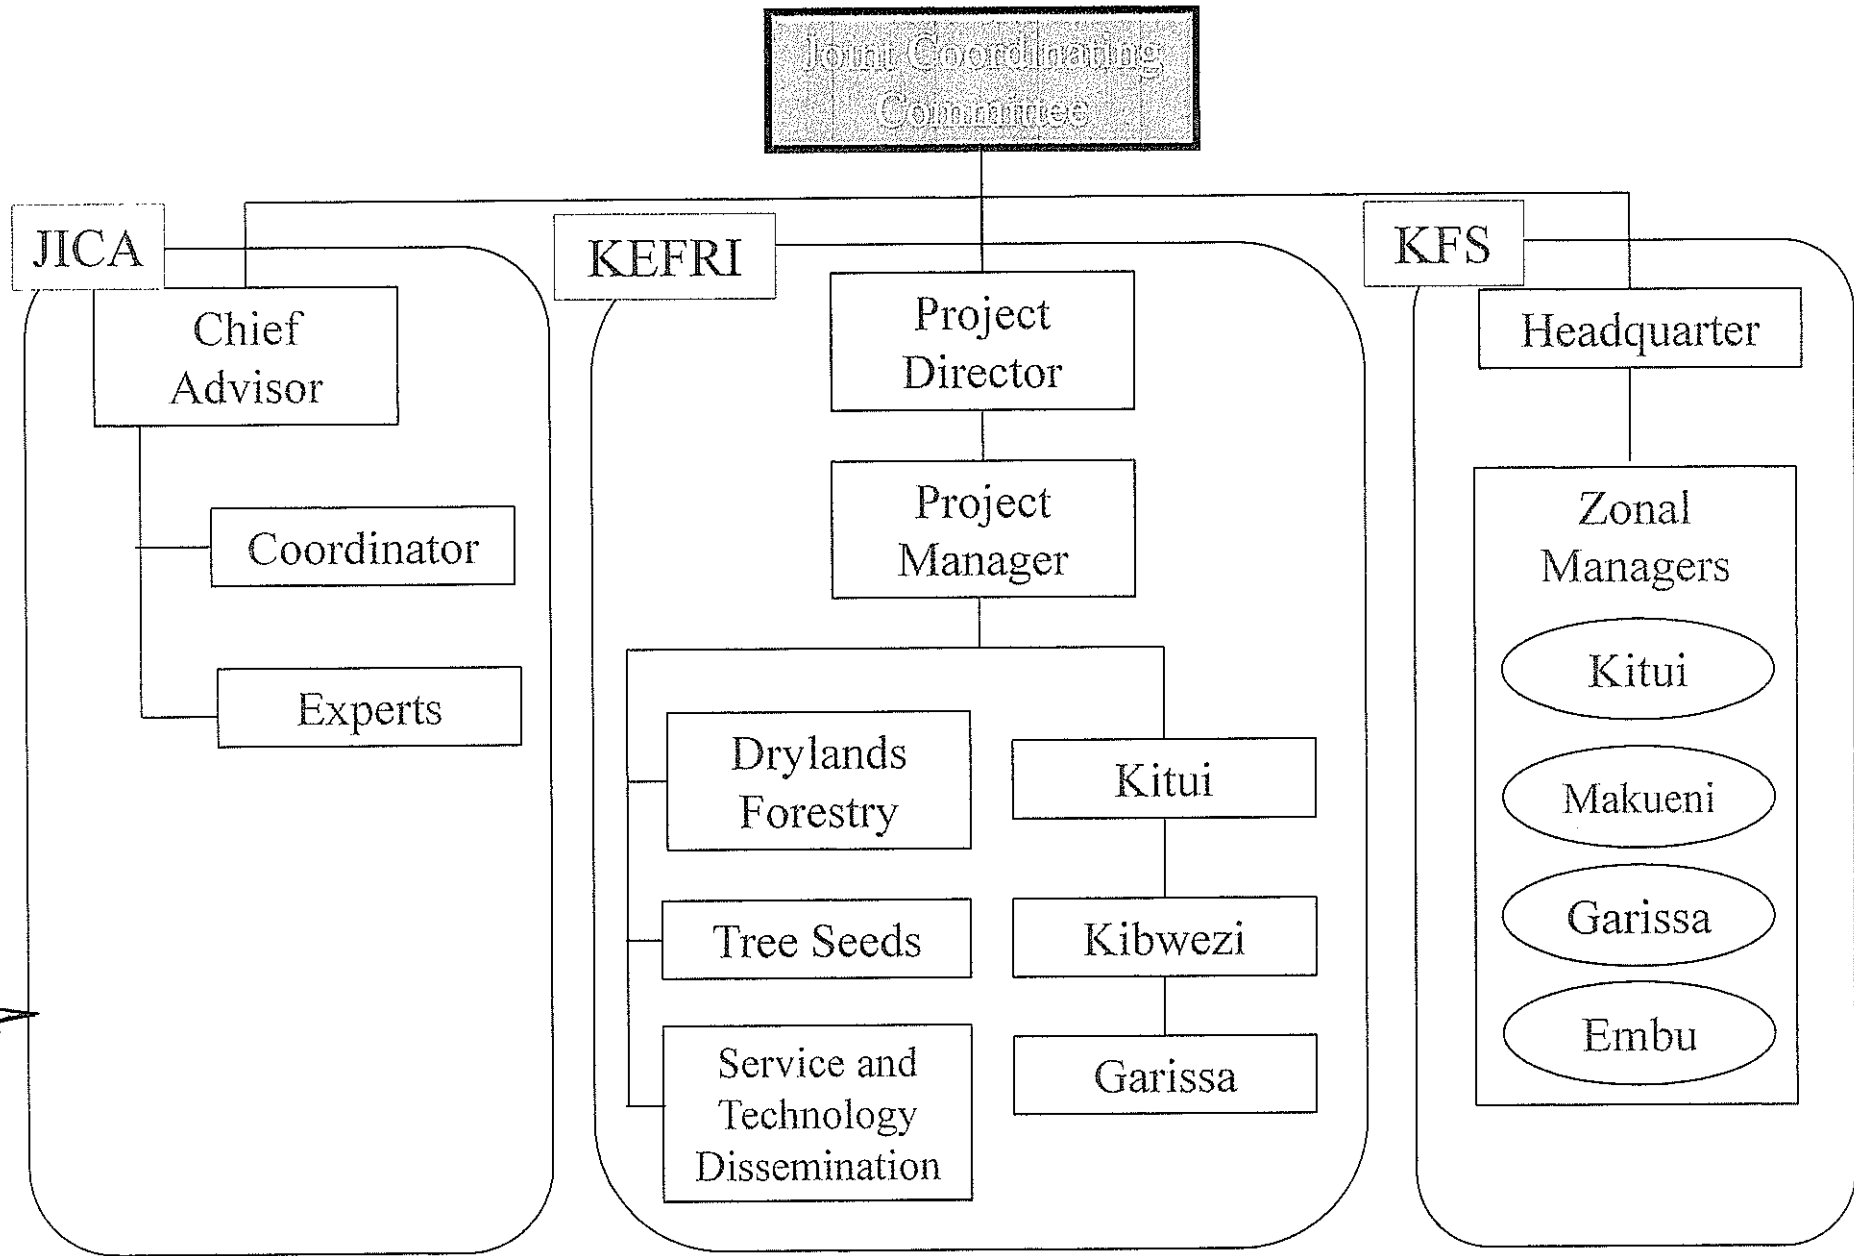 Joint Coordinating
Committee
JICA
Chief
Advisor
Coordinator
Experts
KEFRI
Project
Director
Project
Manager
Drylands
Forestry
Tree Seeds
Service and
Technology
Dissemination
Kitui
Kibwezi
Garissa
KFS
Headquarter
Zonal
Managers
Kitui
Makueni
Garissa
Embu